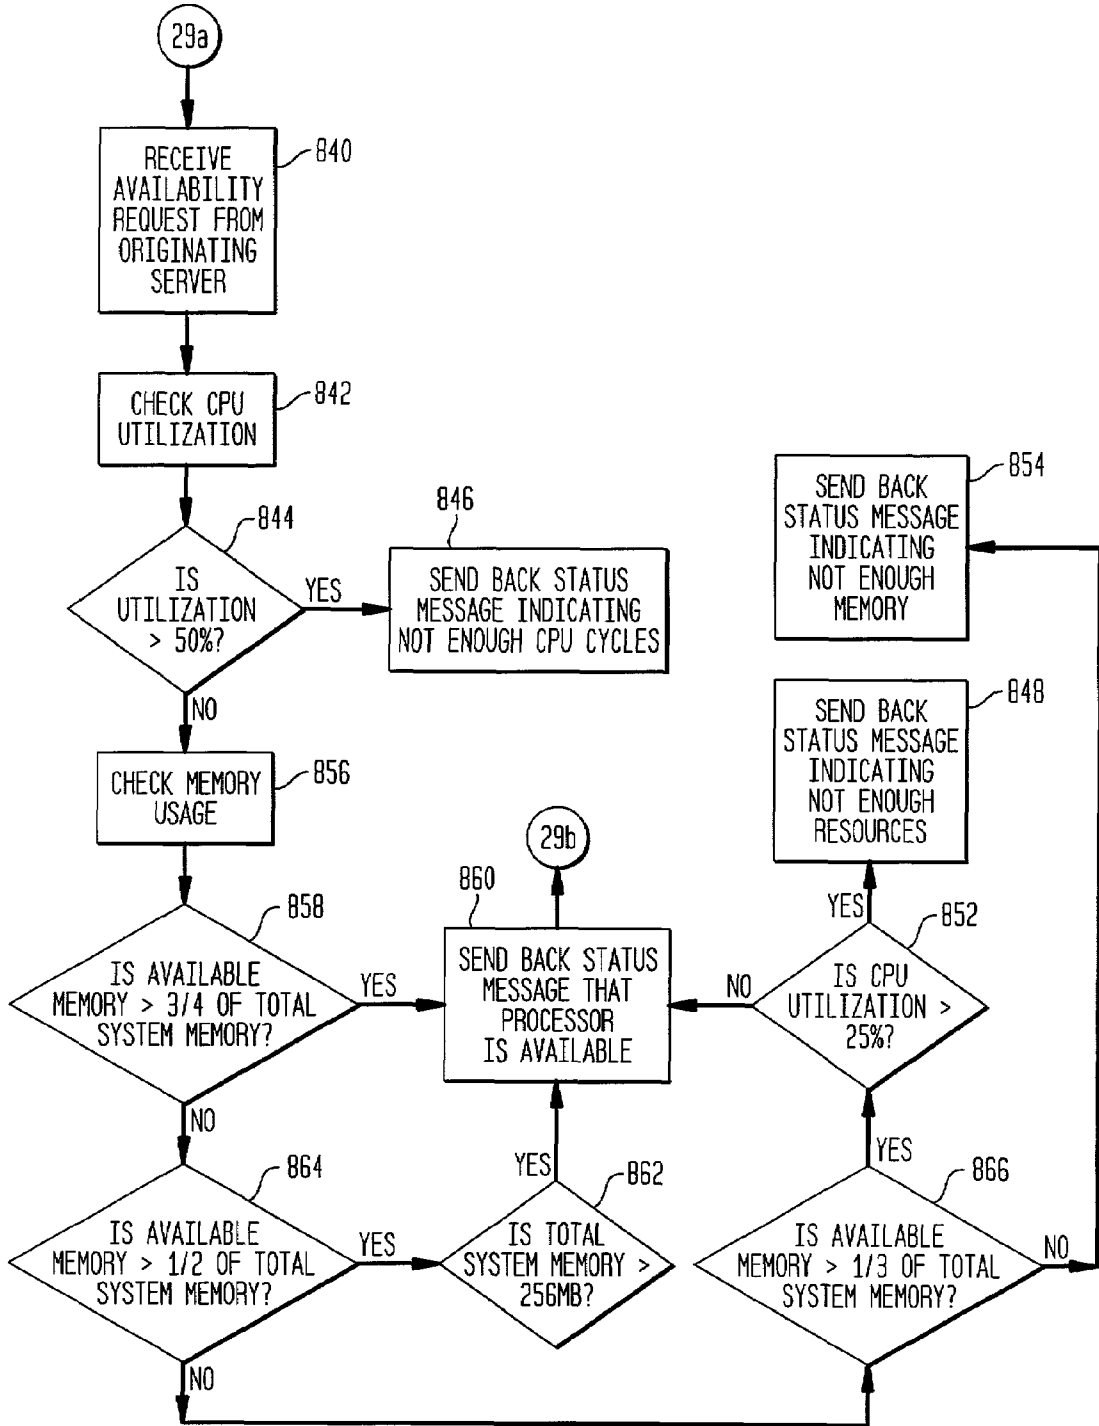 29a
RECEIVE
AVAILABILITY
REQUEST FROM
ORIGINATING
SERVER
840
CHECK CPU
UTILIZATION
842
IS
UTILIZATION
> 50%?
844
YES
NO
846
SEND BACK STATUS
MESSAGE INDICATING
NOT ENOUGH CPU CYCLES
854
SEND BACK
STATUS MESSAGE
INDICATING
NOT ENOUGH
MEMORY
848
SEND BACK
STATUS MESSAGE
INDICATING
NOT ENOUGH
RESOURCES
CHECK MEMORY
USAGE
856
29b
858
IS AVAILABLE
MEMORY > 3/4 OF TOTAL
SYSTEM MEMORY?
YES
NO
860
SEND BACK STATUS
MESSAGE THAT
PROCESSOR
IS AVAILABLE
YES
852
NO
IS CPU
UTILIZATION >
25%?
864
IS AVAILABLE
MEMORY > 1/2 OF TOTAL
SYSTEM MEMORY?
YES
NO
YES
862
IS TOTAL
SYSTEM MEMORY >
256MB?
YES
866
IS AVAILABLE
MEMORY > 1/3 OF TOTAL
SYSTEM MEMORY?
NO